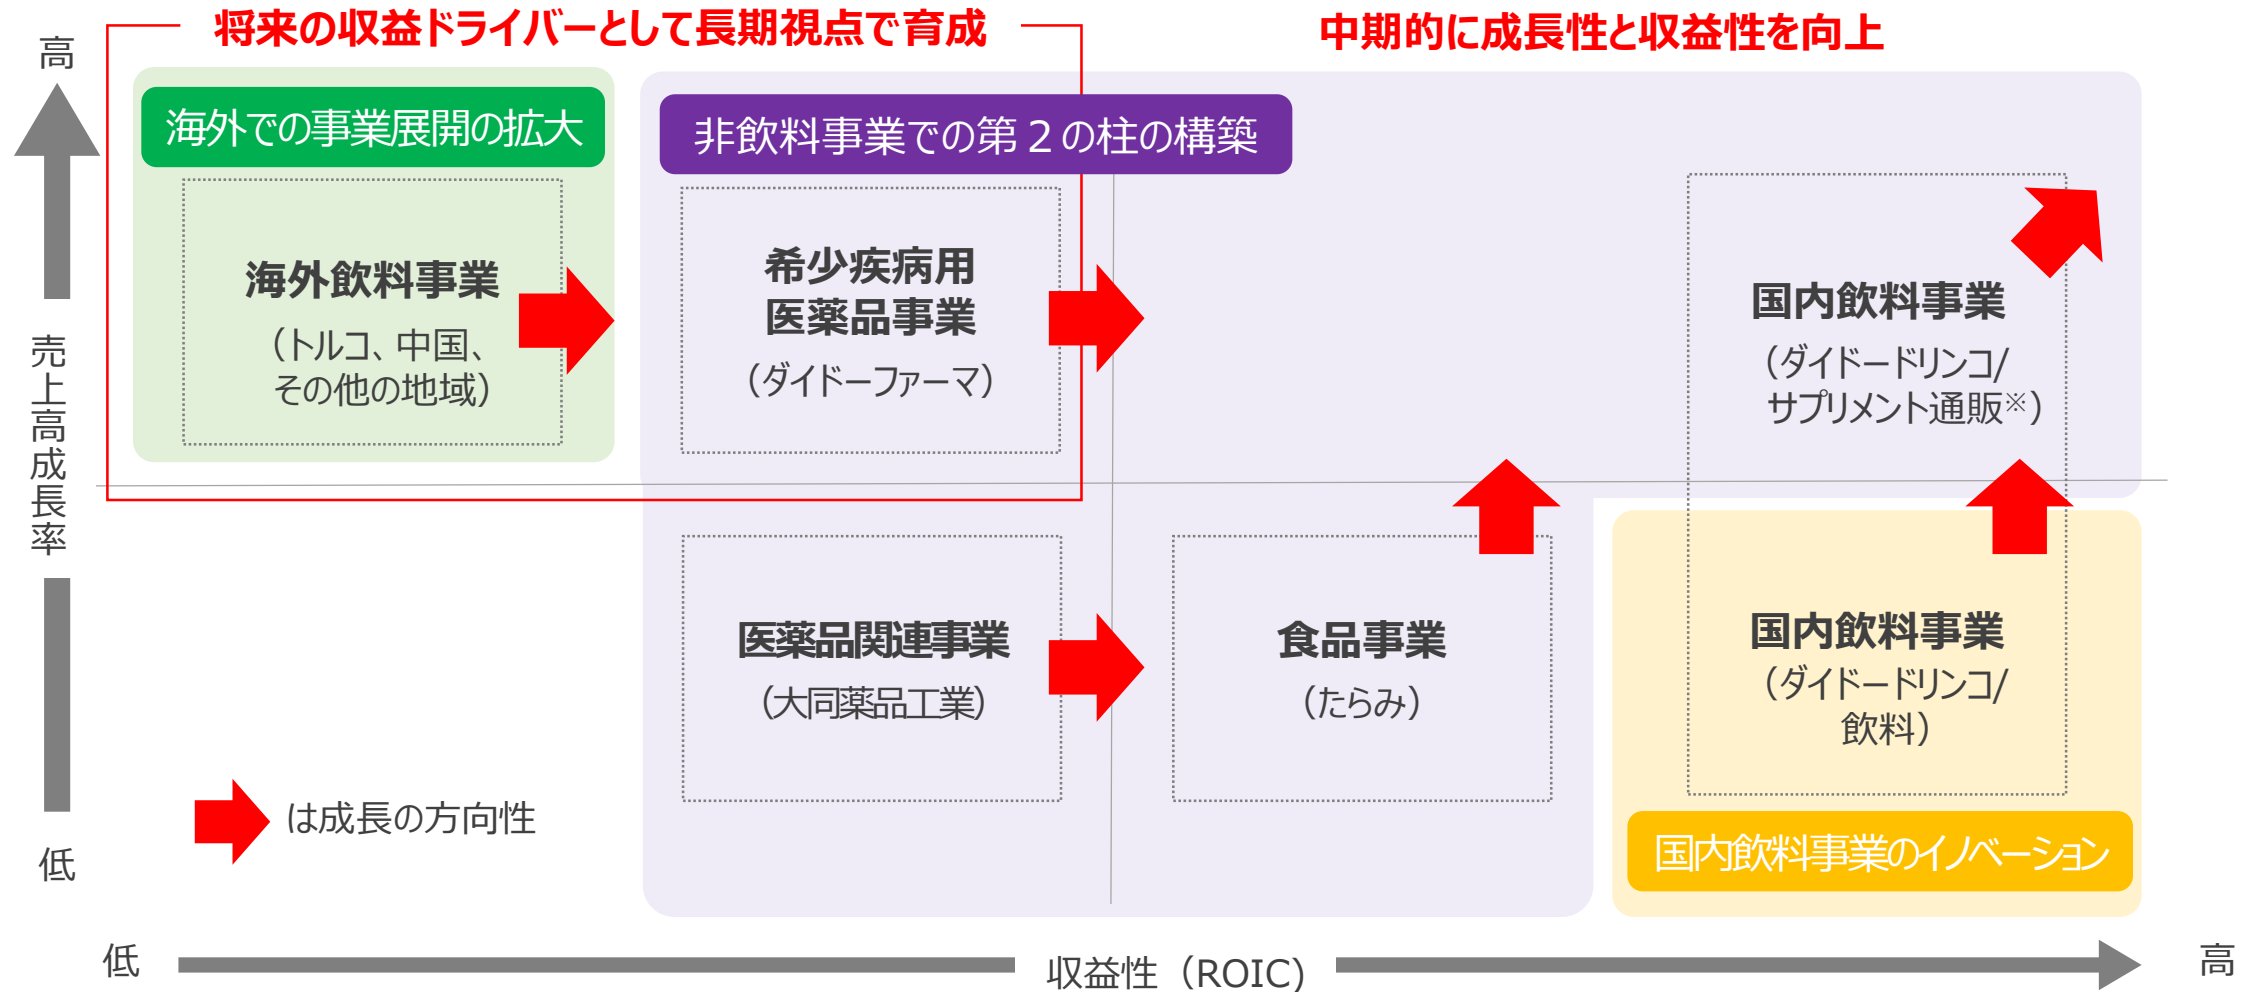 将来の収益ドライバーとして長期視点で育成
中期的に成長性と収益性を向上
高
売上高成長率
低
海外での事業展開の拡大
海外飲料事業
（トルコ、中国、
その他の地域）
非飲料事業での第２の柱の構築
希少疾病用
医薬品事業
（ダイドーファーマ）
国内飲料事業
（ダイドードリンコ/
サプリメント通販※）
医薬品関連事業
（大同薬品工業）
食品事業
（たらみ）
国内飲料事業
（ダイドードリンコ/
飲料）
国内飲料事業のイノベーション
は成長の方向性
低
収益性（ROIC)
高